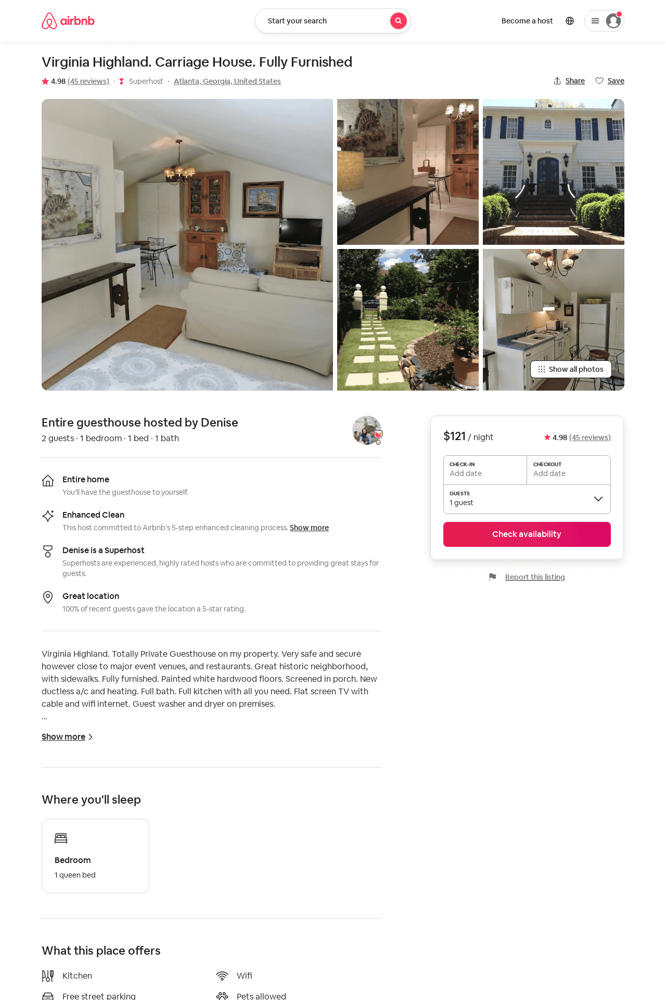 airbnb
Start your search
Become a host
Virginia Highland. Carriage House. Fully Furnished
4.98 (45 reviews) · Superhost · Atlanta, Georgia, United States
Share
Save
Show all photos
Entire guesthouse hosted by Denise
2 guests · 1 bedroom · 1 bed · 1 bath
$121 / night
4.98 (45 reviews)
CHECK-IN
Add date
CHECKOUT
Add date
GUESTS
1 guest
Check availability
Report this listing
Entire home
You'll have the guesthouse to yourself.
Enhanced Clean
This host committed to Airbnb's 5-step enhanced cleaning process. Show more
Denise is a Superhost
Superhosts are experienced, highly rated hosts who are committed to providing great stays for
guests.
Great location
100% of recent guests gave the location a 5-star rating.
Virginia Highland. Totally Private Guesthouse on my property. Very safe and secure
however close to major event venues, and restaurants. Great historic neighborhood,
with sidewalks. Fully furnished. Painted white hardwood floors. Screened in porch. New
ductless a/c and heating. Full bath. Full kitchen with all you need. Flat screen TV with
cable and wifi internet. Guest washer and dryer on premises.
...
Show more
Where you'll sleep
Bedroom
1 queen bed
What this place offers
Kitchen
Wifi
Free street parking
Pets allowed